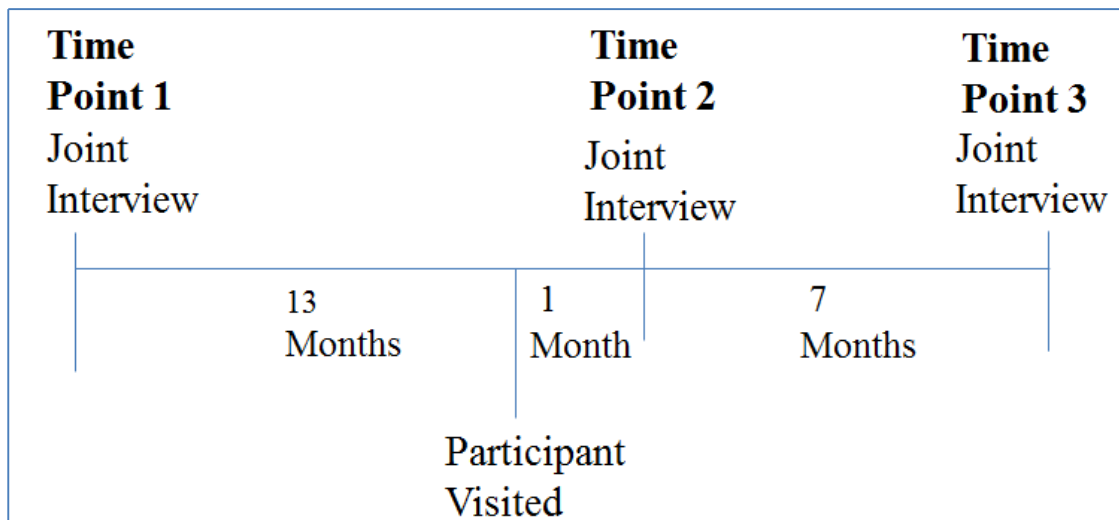 Time
Point 1
Joint
Interview
Time
Point 2
Joint
Interview
Time
Point 3
Joint
Interview
13
Months
1
Month
7
Months
Participant
Visited